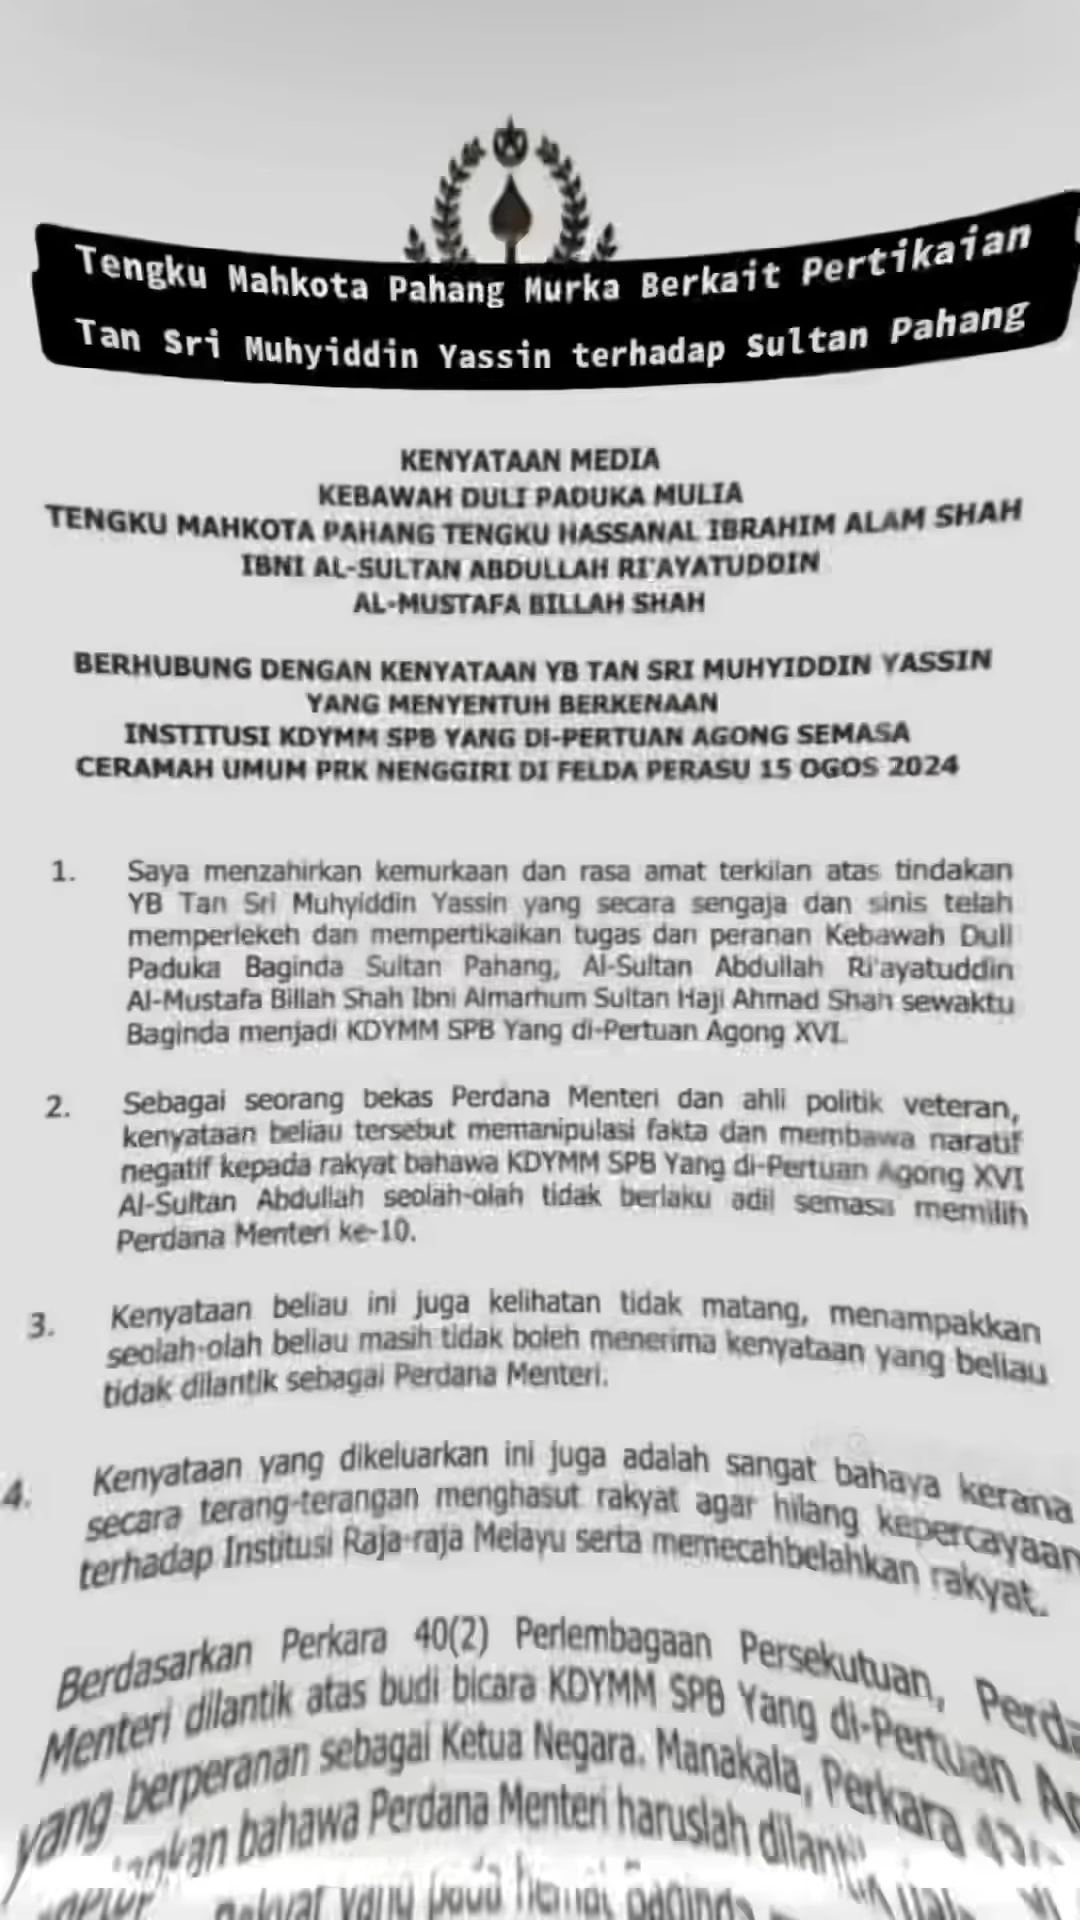 Tengku Mahkota Pahang Murka Berkait Pertikaian
Tan Sri Muhyiddin Yassin terhadap Sultan Pahang
KENYATAAN MEDIA
KEBAWAH DULI PADUKA MULIA
TENGKU MAHKOTA PAHANG TENGKU HASSANAL IBRAHIM ALAM SHAH
IBNI AL-SULTAN ABDULLAH RI'AYATUDDIN
AL-MUSTAFA BILLAH SHAH
BERHUBUNG DENGAN KENYATAAN YB TAN SRI MUHYIDDIN YASSIN
YANG MENYENTUH BERKENAAN
INSTITUSI KDYMM SPB YANG DI-PERTUAN AGONG SEMASA
CERAMAH UMUM PRK NENGGIRI DI FELDA PERASU 15 OGOS 2024
1. Saya menzahirkan kemurkaan dan rasa amat terkilan atas tindakan
YB Tan Sri Muhyiddin Yassin yang secara sengaja dan sinis telah
memperlekeh dan mempertikaikan tugas dan peranan Kebawah Duli
Paduka Baginda Sultan Pahang, Al-Sultan Abdullah Ri'ayatuddin
Al-Mustafa Billah Shah Ibni Almarhum Sultan Haji Ahmad Shah sewaktu
Baginda menjadi KDYMM SPB Yang di-Pertuan Agong XVI.
2. Sebagai seorang bekas Perdana Menteri dan ahli politik veteran,
kenyataan beliau tersebut memanipulasi fakta dan membawa naratif
negatif kepada rakyat bahawa KDYMM SPB Yang di-Pertuan Agong XVI
Al-Sultan Abdullah seolah-olah tidak berlaku adil semasa memilih
Perdana Menteri ke-10.
3. Kenyataan beliau ini juga kelihatan tidak matang, menampakkan
seolah-olah beliau masih tidak boleh menerima kenyataan yang beliau
tidak dilantik sebagai Perdana Menteri.
4. Kenyataan yang dikeluarkan ini juga adalah sangat bahaya kerana
secara terang-terangan menghasut rakyat agar hilang kepercayaan
terhadap Institusi Raja-raja Melayu serta memecahbelahkan rakyat.
Berdasarkan Perkara 40(2) Perlembagaan Persekutuan,
Menteri dilantik atas budi bicara KDYMM SPB Yang di-Pertuan
yang berperanan sebagai Ketua Negara. Manakala, Perkara
bahawa Perdana Menteri haruslah
yang pada hemat